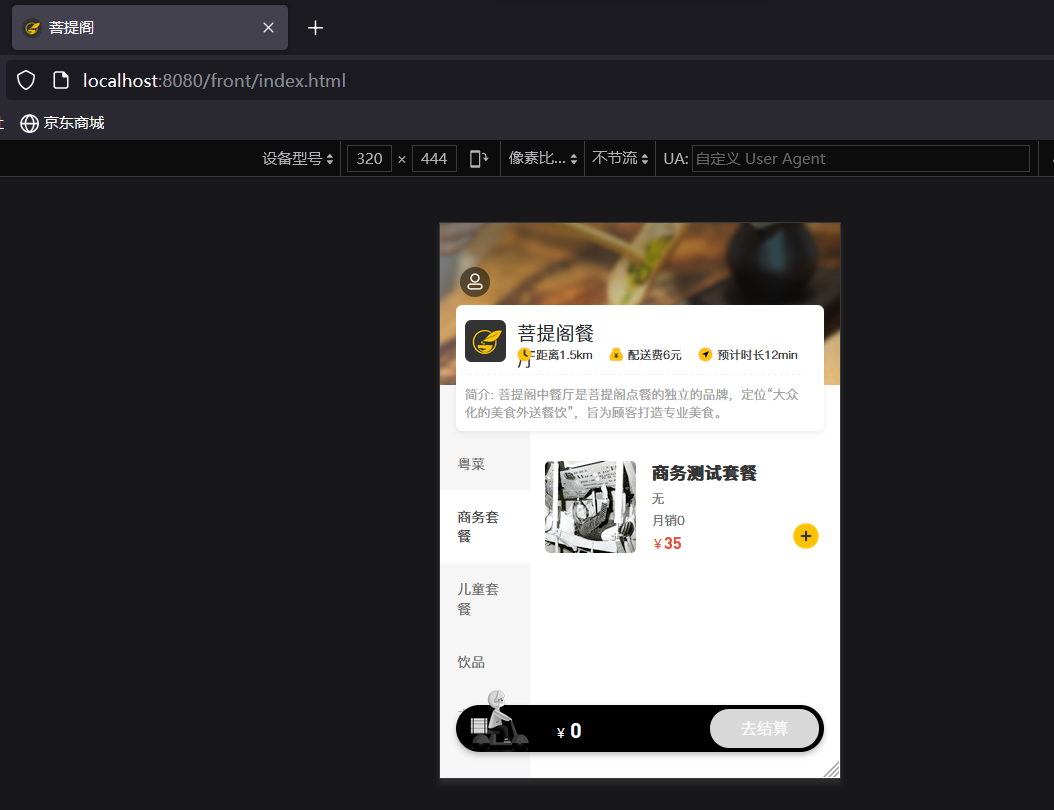 菩提阁
localhost:8080/front/index.html
京东商城
设备型号 320 × 444 像素比... 不节流 UA: 自定义 User Agent
菩提阁餐
距离1.5km 配送费6元 预计时长12min
简介: 菩提阁中餐厅是菩提阁点餐的独立的品牌，定位“大众
化的美食外送餐饮”，旨为顾客打造专业美食。
粤菜
商务套
餐
儿童套
餐
饮品
商务测试套餐
无
月销0
¥35
¥ 0
去结算